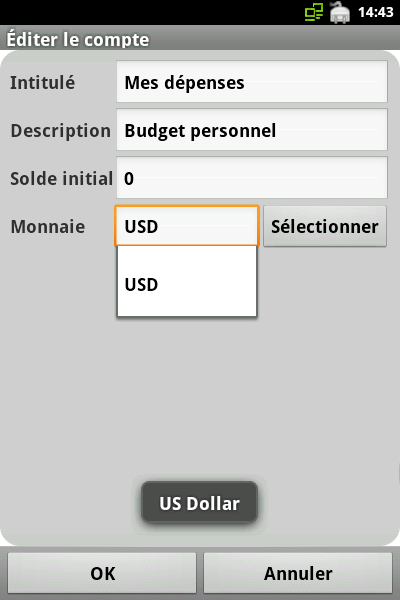 14:43
Éditer le compte
Intitulé Mes dépenses
Description Budget personnel
Solde initial 0
Monnaie USD Sélectionner
USD
US Dollar
OK Annuler